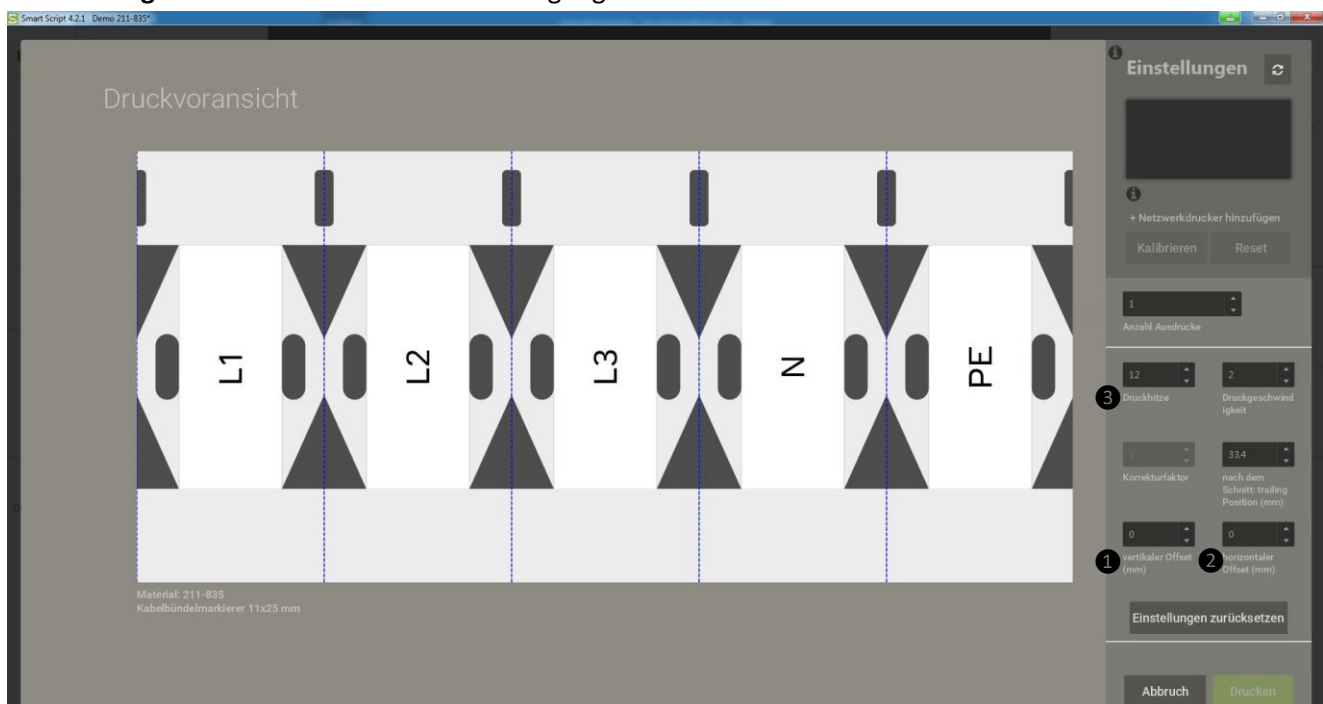 Smart Script 4.2.1 Demo 211-835*
Druckvoransicht
L1
L2
L3
N
PE
Material: 211-835
Kabelbündelmarkierer 11x25 mm
Einstellungen
+ Netzwerkdrucker hinzufügen
Kalibrieren Reset
1
Anzahl Ausdrucke
12 2
3 Druckhitze Druckgeschwind
igkeit
33,4
Korrekturfaktor nach dem
Schnitt: trailing
Position (mm)
0 0
1 vertikaler Offset 2 horizontaler
(mm) Offset (mm)
Einstellungen zurücksetzen
Abbruch Drucken